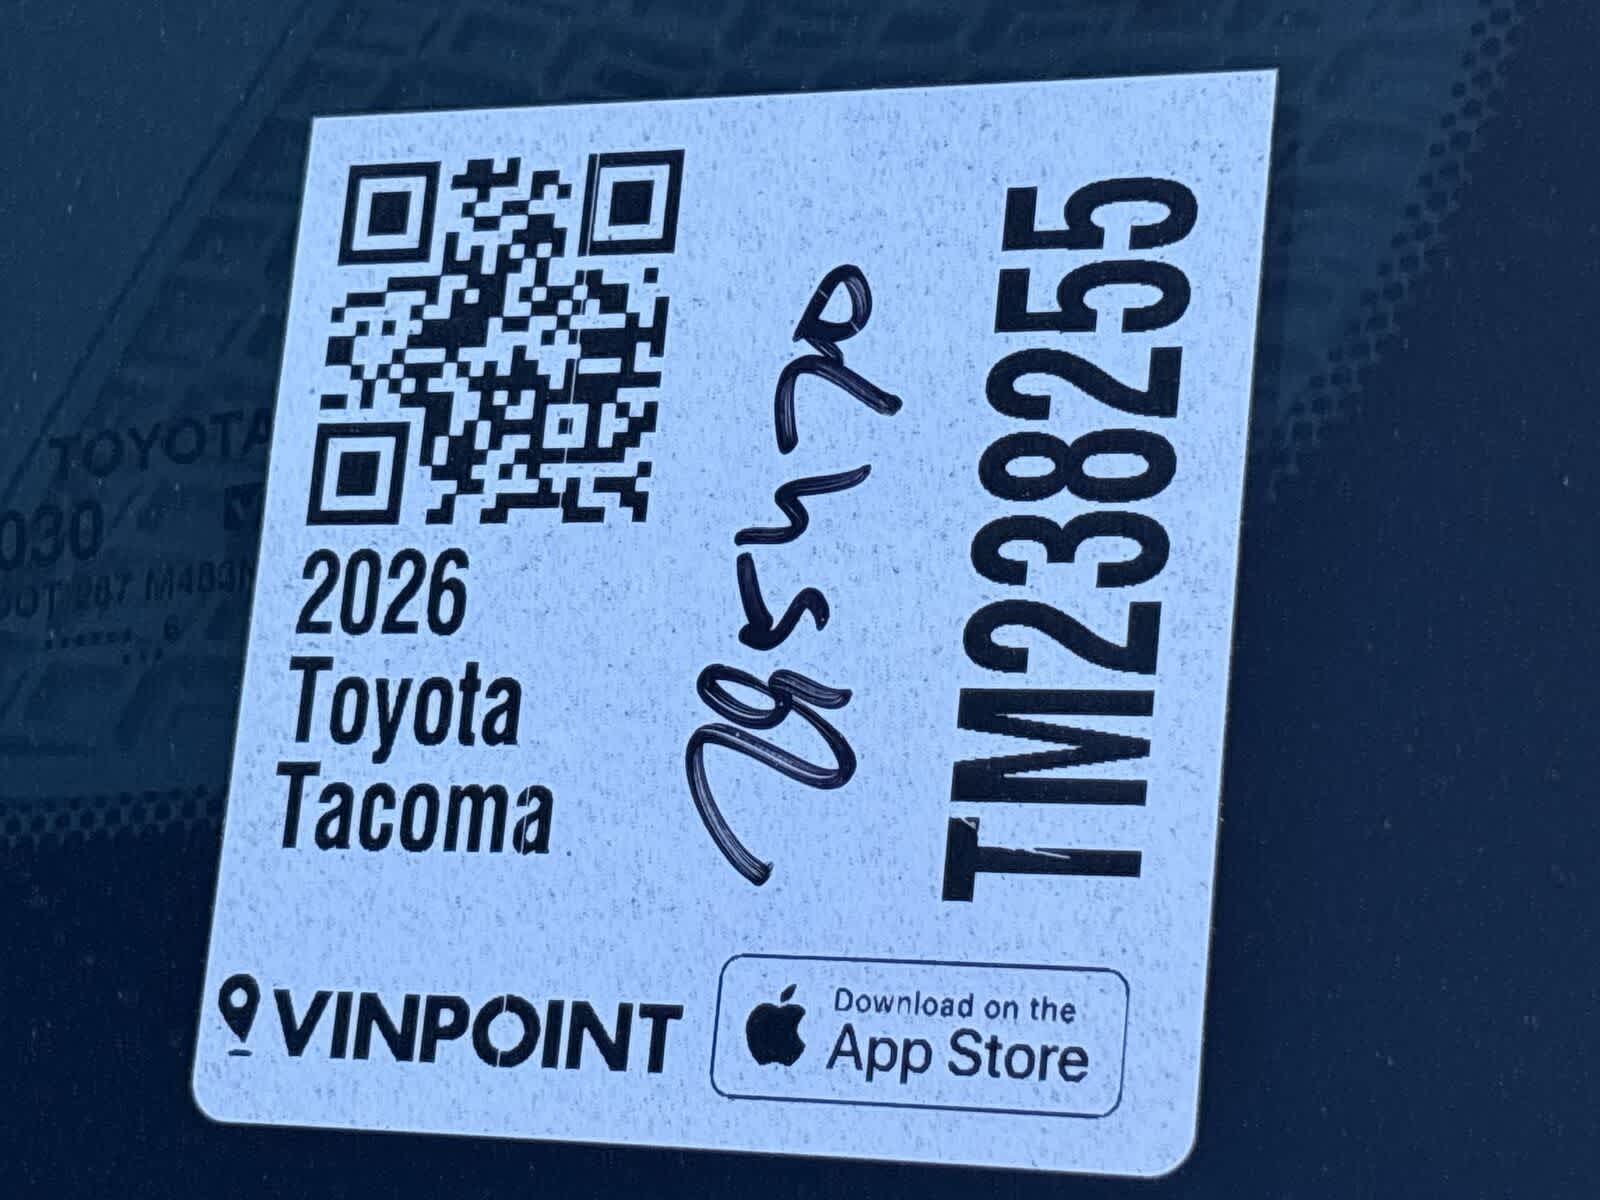 2026
Toyota
Tacoma
TM238255
VINPOINT
Download on the
App Store
TOYOTA
030